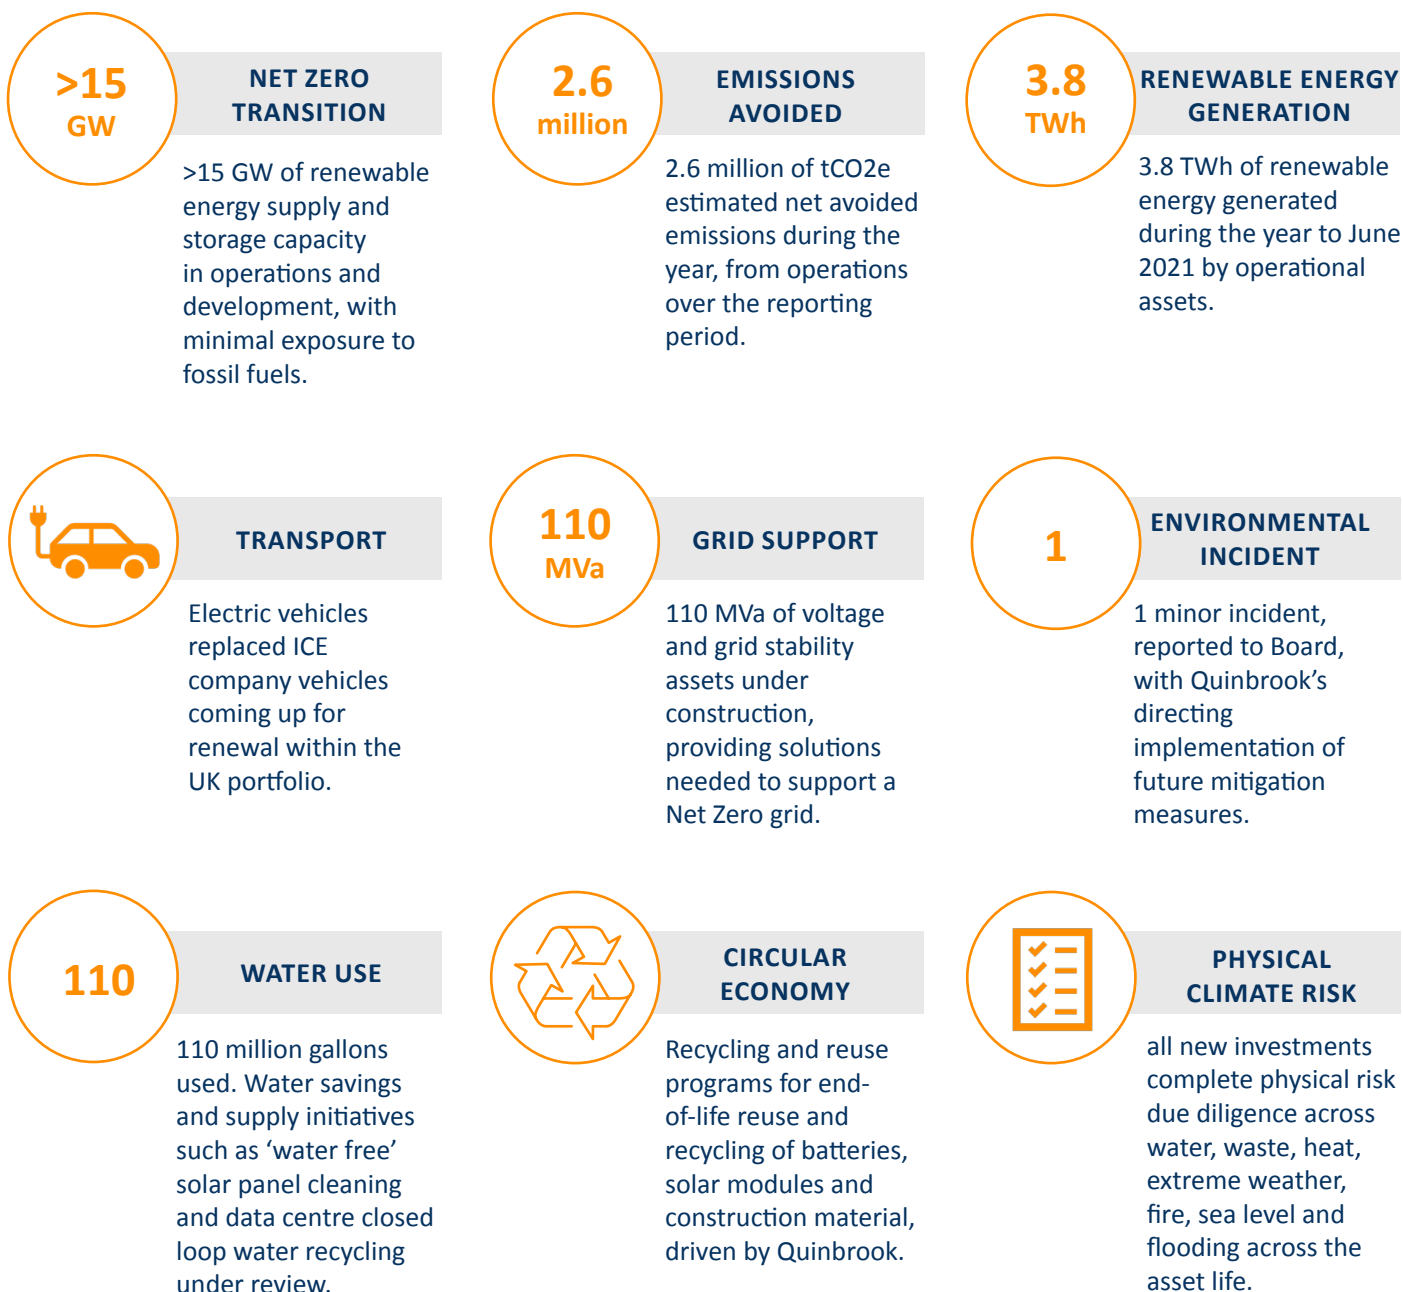 >15
GW
NET ZERO
TRANSITION
>15 GW of renewable
energy supply and
storage capacity
in operations and
development, with
minimal exposure to
fossil fuels.
2.6
million
EMISSIONS
AVOIDED
2.6 million of tCO2e
estimated net avoided
emissions during the
year, from operations
over the reporting
period.
3.8
TWh
RENEWABLE ENERGY
GENERATION
3.8 TWh of renewable
energy generated
during the year to June
2021 by operational
assets.
TRANSPORT
Electric vehicles
replaced ICE
company vehicles
coming up for
renewal within the
UK portfolio.
110
MVa
GRID SUPPORT
110 MVa of voltage
and grid stability
assets under
construction,
providing solutions
needed to support a
Net Zero grid.
1
ENVIRONMENTAL
INCIDENT
1 minor incident,
reported to Board,
with Quinbrook’s
directing
implementation of
future mitigation
measures.
110
WATER USE
110 million gallons
used. Water savings
and supply initiatives
such as ‘water free’
solar panel cleaning
and data centre closed
loop water recycling
under review.
CIRCULAR
ECONOMY
Recycling and reuse
programs for end-
of-life reuse and
recycling of batteries,
solar modules and
construction material,
driven by Quinbrook.
PHYSICAL
CLIMATE RISK
all new investments
complete physical risk
due diligence across
water, waste, heat,
extreme weather,
fire, sea level and
flooding across the
asset life.